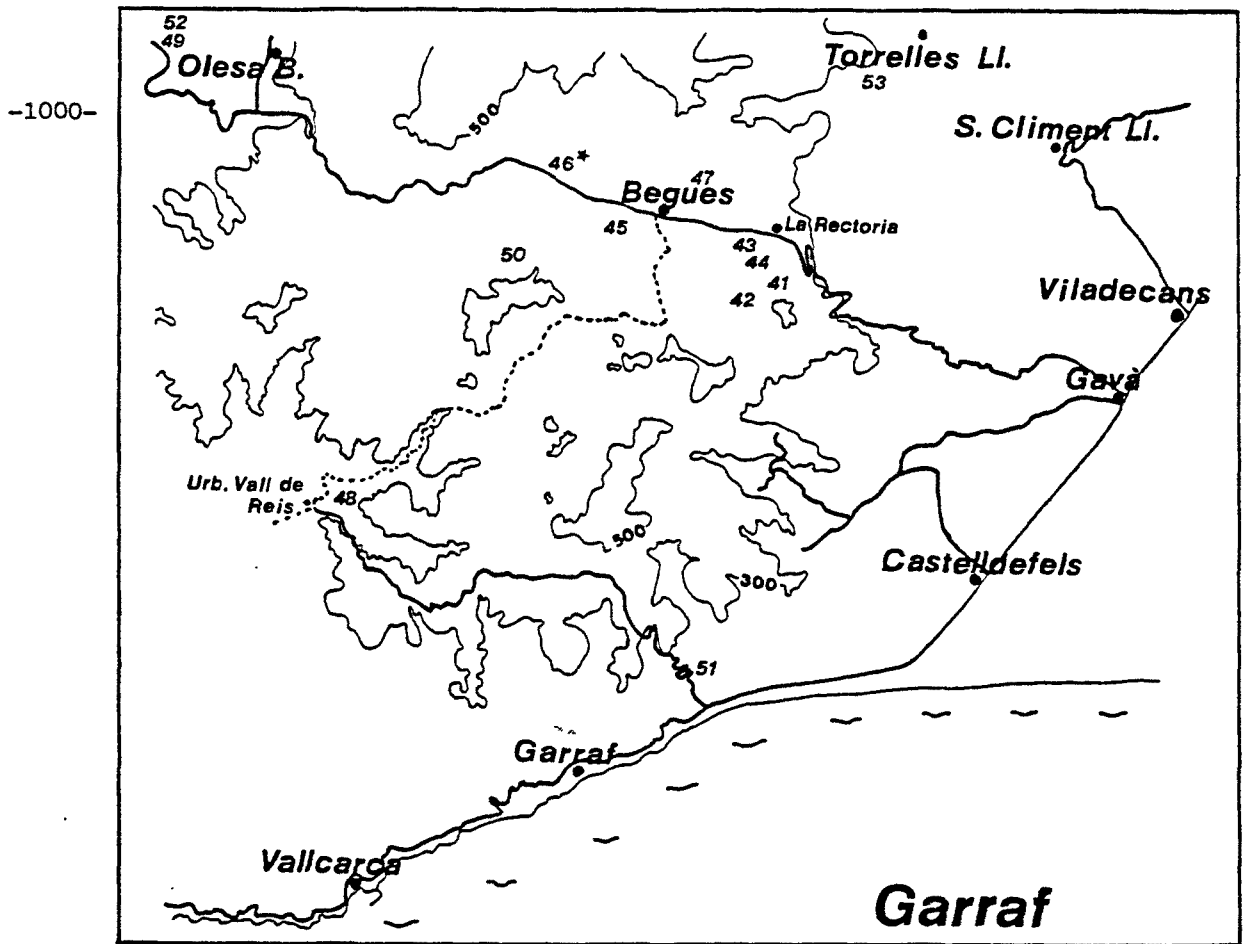 52
49
Olesa B.
Torrelles Ll.
53
-1000-
500
S. Climent Ll.
46*
47
Begues
45
La Rectoria
43
44
50
41
42
Viladecans
Gavà
Urb. Vall de
Reis
48
500
300
Castelldefels
51
Garraf
Vallcarca
Garraf